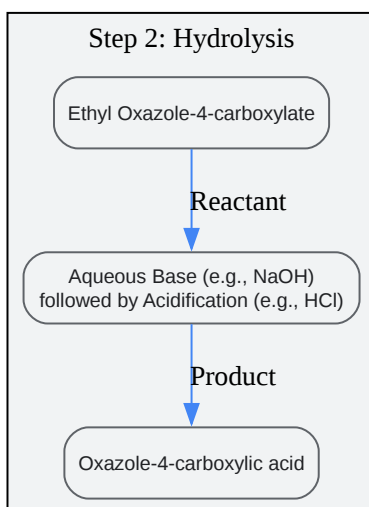 Step 2: Hydrolysis
Ethyl Oxazole-4-carboxylate
Reactant
Aqueous Base (e.g., NaOH)
followed by Acidification (e.g., HCl)
Product
Oxazole-4-carboxylic acid